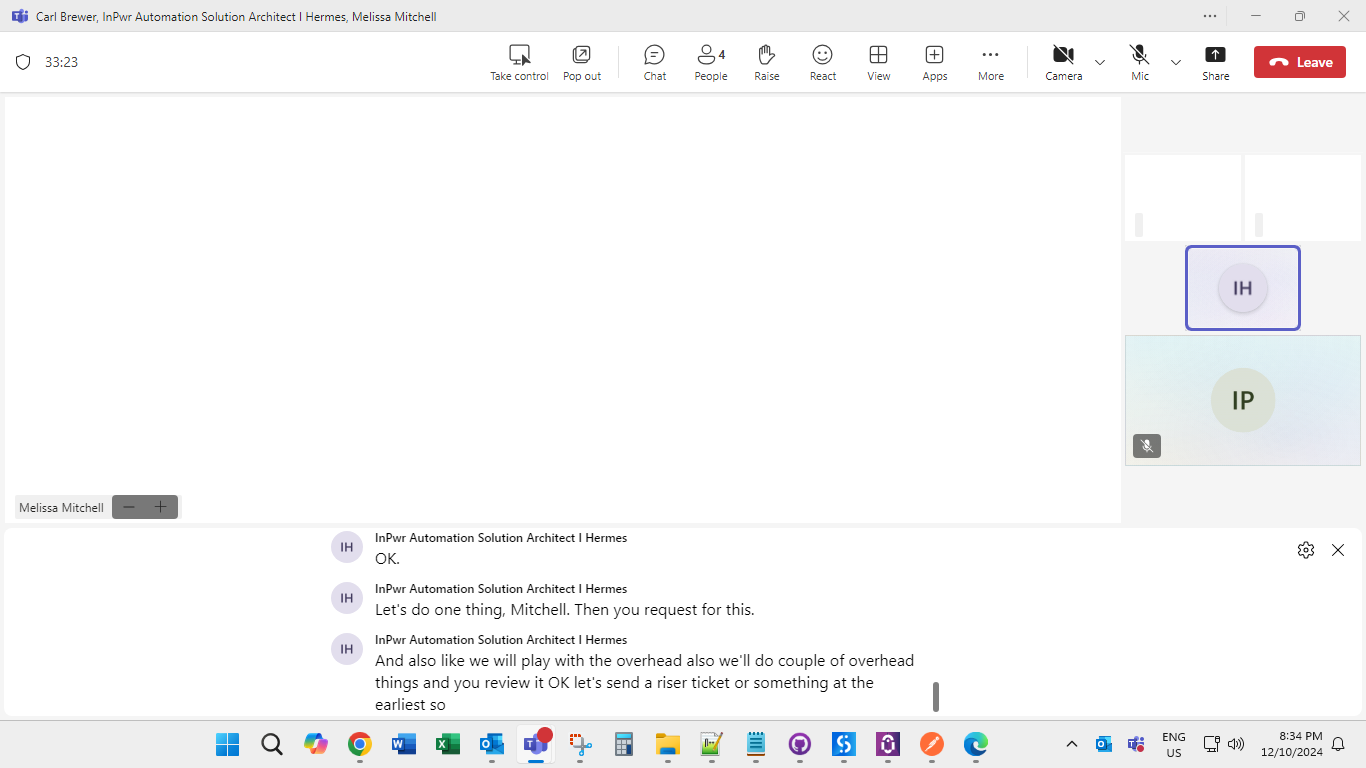 Carl Brewer, InPwr Automation Solution Architect I Hermes, Melissa Mitchell
33:23
Take control
Pop out
Chat
4
People
Raise
React
View
Apps
More
Camera
Mic
Share
Leave
IH
IP
Melissa Mitchell
InPwr Automation Solution Architect I Hermes
IH
OK.
InPwr Automation Solution Architect I Hermes
IH
Let's do one thing, Mitchell. Then you request for this.
InPwr Automation Solution Architect I Hermes
IH
And also like we will play with the overhead also we'll do couple of overhead
things and you review it OK let's send a riser ticket or something at the
earliest so
ENG
US
8:34 PM
12/10/2024